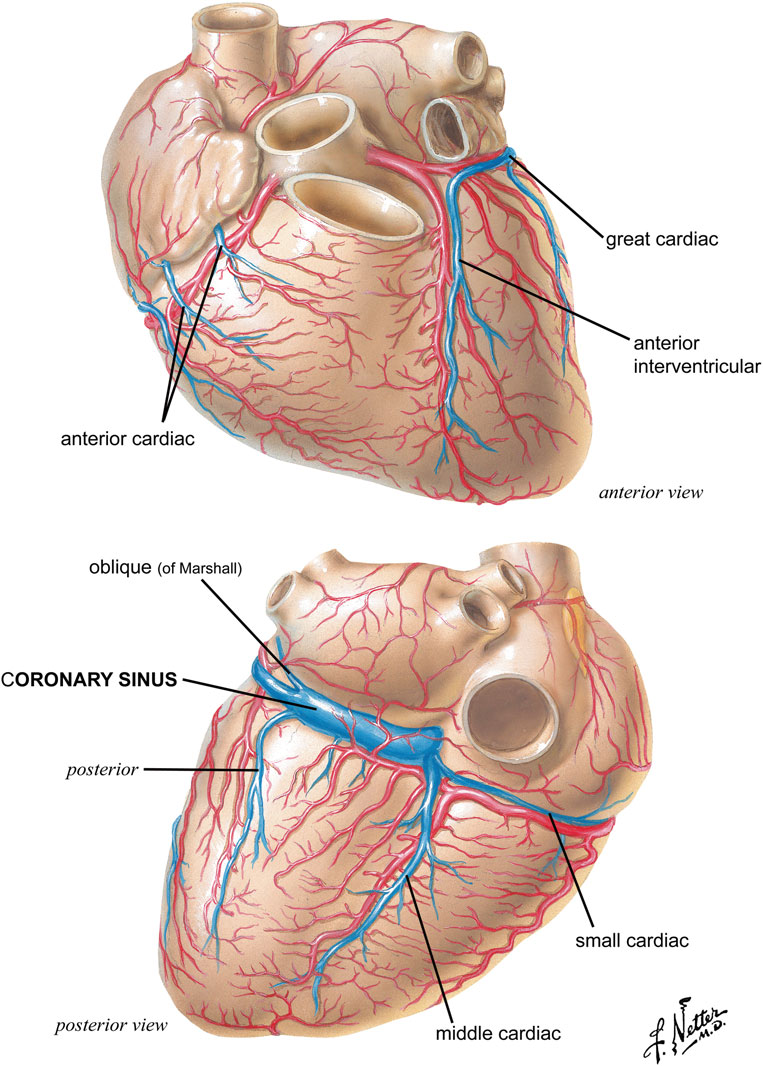 great cardiac
anterior
interventricular
anterior cardiac
anterior view
oblique (of Marshall)
CORONARY SINUS
posterior
small cardiac
middle cardiac
posterior view
F. Netter
M.D.